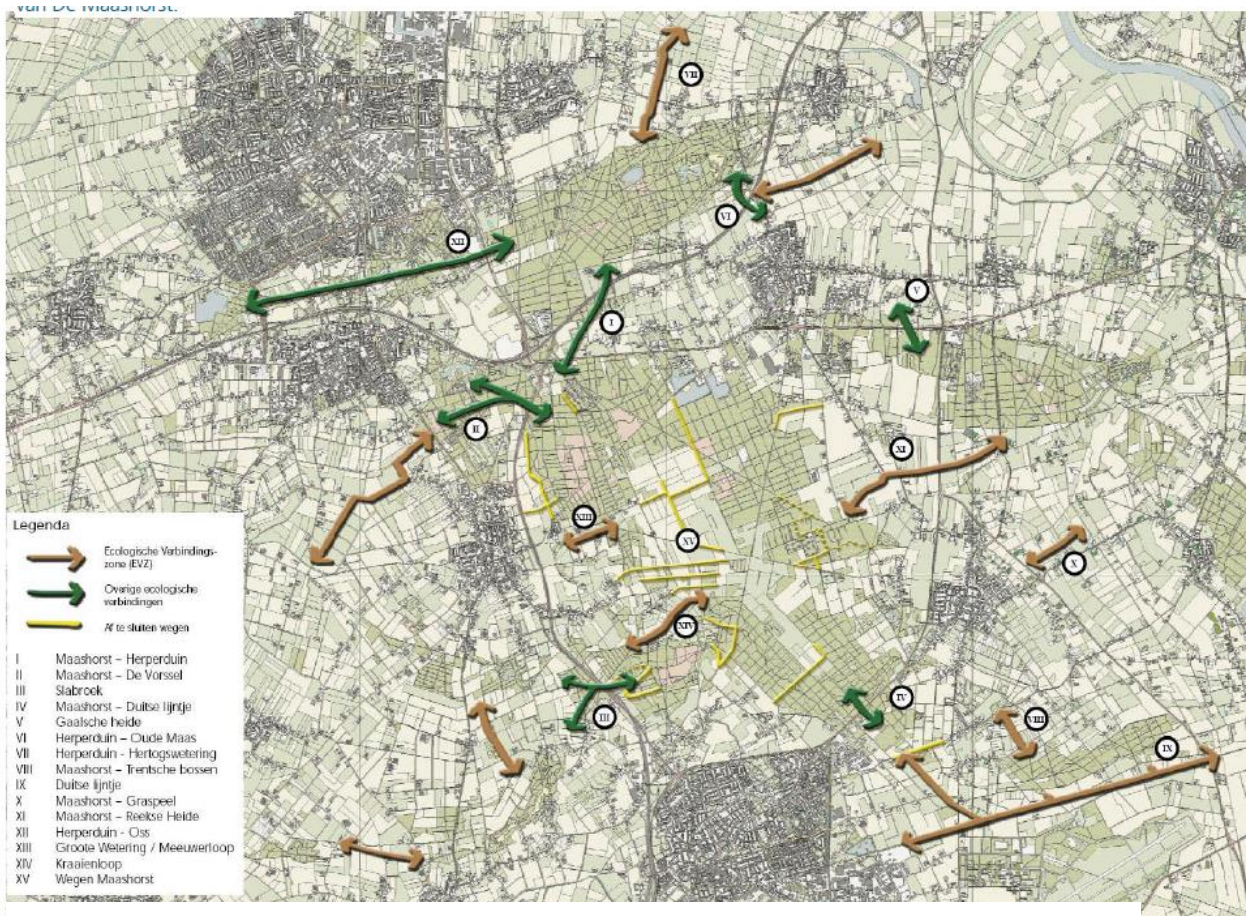 van De Maashorst.
VII
VI
XII
V
I
II
XI
XIII
XV
X
XIV
IV
III
VIII
IX
Legenda
Ecologische Verbindings-
zone (EVZ)
Overige ecologische
verbindingen
Af te sluiten wegen
I Maashorst – Herperduin
II Maashorst – De Vorssel
III Slabroek
IV Maashorst – Duitse lijntje
V Gaalsche heide
VI Herperduin – Oude Maas
VII Herperduin - Hertogswetering
VIII Maashorst – Trentsche bossen
IX Duitse lijntje
X Maashorst – Graspeel
XI Maashorst – Reekse Heide
XII Herperduin - Oss
XIII Groote Wetering / Meeuwerloop
XIV Kraaienloop
XV Wegen Maashorst